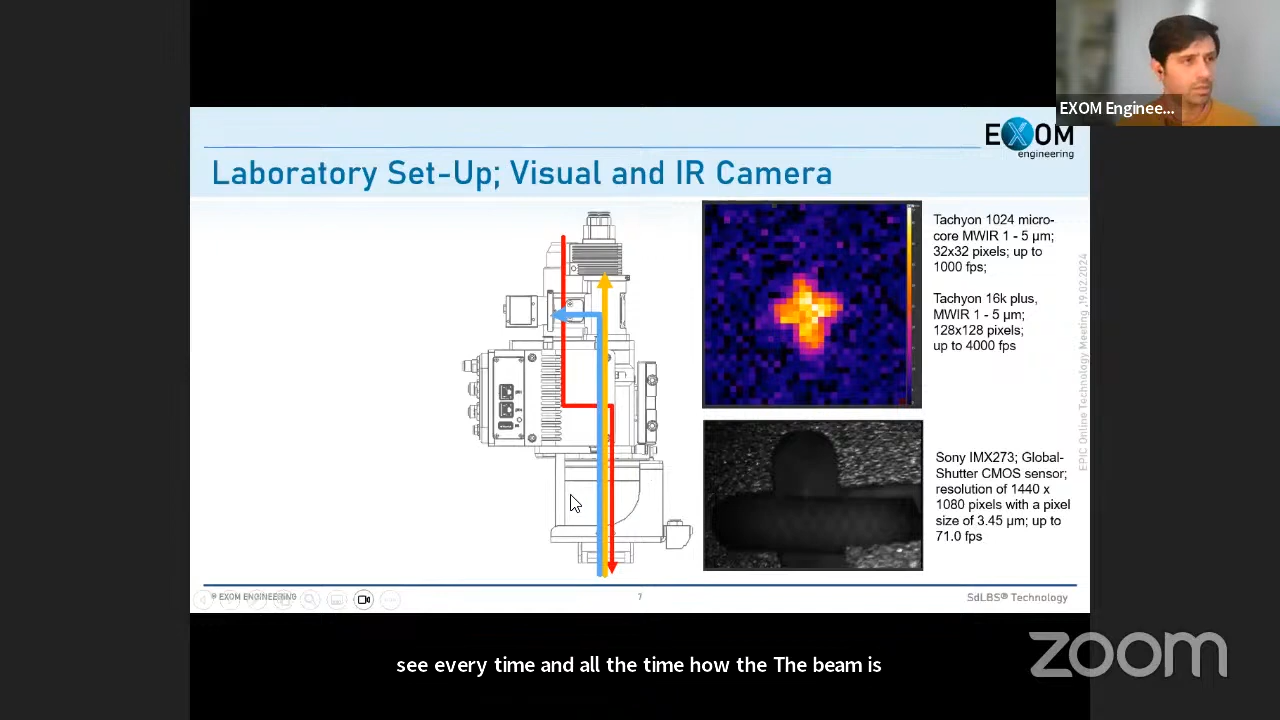 EXOM Enginee...
EXOM
engineering
Laboratory Set-Up; Visual and IR Camera
Tachyon 1024 micro-
core MWIR 1 - 5 µm;
32x32 pixels; up to
1000 fps;
Tachyon 16k plus,
MWIR 1 - 5 µm;
128x128 pixels;
up to 4000 fps
Sony IMX273; Global-
Shutter CMOS sensor;
resolution of 1440 x
1080 pixels with a pixel
size of 3.45 µm; up to
71.0 fps
EPIC Online Technology Meeting ,19.02.2024
® EXOM ENGINEERING
7
SdLBS® Technology
see every time and all the time how the The beam is
zoom